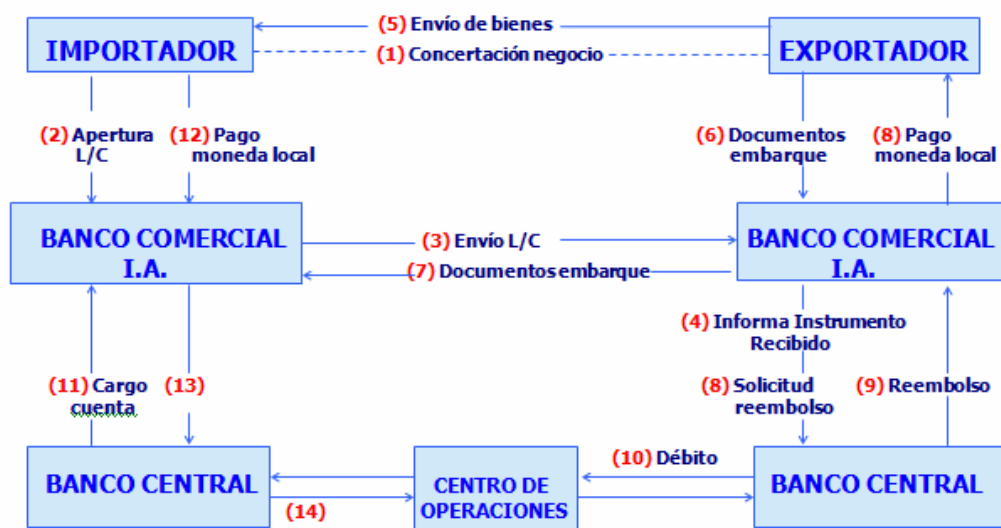 (5) Envío de bienes
IMPORTADOR
(1) Concertación negocio
EXPORTADOR
(2) Apertura
L/C
(12) Pago
moneda local
(6) Documentos
embarque
(8) Pago
moneda local
BANCO COMERCIAL
I.A.
(3) Envío L/C
(7) Documentos embarque
BANCO COMERCIAL
I.A.
(4) Informa Instrumento
Recibido
(11) Cargo
cuenta
(13)
(8) Solicitud
reembolso
(9) Reembolso
BANCO CENTRAL
(14)
CENTRO DE
OPERACIONES
(10) Débito
BANCO CENTRAL